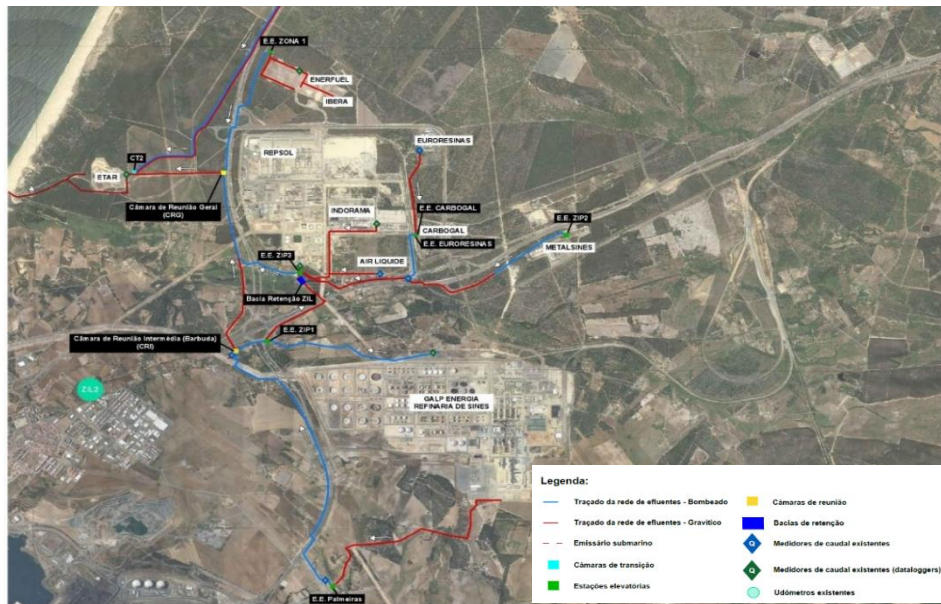 E.E. ZONA 1
ENERFUEL
IBERA
EURORESINAS
REPSOL
CT2
ETAR
Câmara de Reunião Geral
(CRG)
INDORAMA
E.E. CARBOGAL
CARBOGAL
E.E. EURORESINAS
E.E. ZIP2
METALSINES
E.E. ZIP3
AIR LIQUIDE
Bacia Retenção ZIL
E.E. ZIP1
Câmara de Reunião Intermédia (Barbuda)
(CRI)
ZIL2
GALP ENERGIA
REFINARIA DE SINES
E.E. Palmeiras
Legenda:
Traçado da rede de efluentes - Bombeado
Traçado da rede de efluentes - Gravítico
Emissário submarino
Câmaras de transição
Estações elevatórias
Câmaras de reunião
Bacias de retenção
Q Medidores de caudal existentes
Q Medidores de caudal existentes (dataloggers)
Udómetros existentes